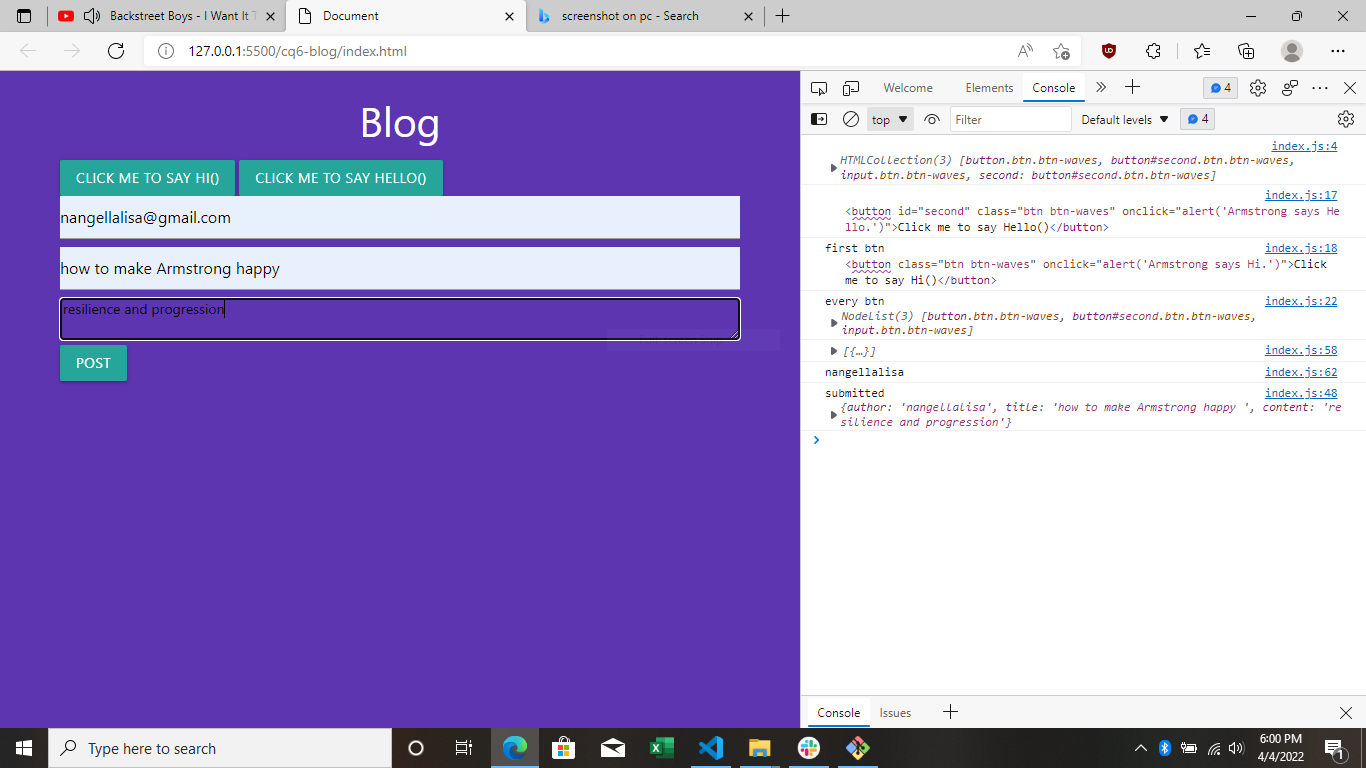 Backstreet Boys - I Want It T
Document
screenshot on pc - Search
127.0.0.1:5500/cq6-blog/index.html
Blog
CLICK ME TO SAY HI() CLICK ME TO SAY HELLO()
nangellalisa@gmail.com
how to make Armstrong happy
resilience and progression
POST
Welcome Elements Console 4
top Filter Default levels 4
index.js:4
HTMLCollection(3) [button.btn.btn-waves, button#second.btn.btn-waves,
input.btn.btn-waves, second: button#second.btn.btn-waves]
index.js:17
<button id="second" class="btn btn-waves" onclick="alert('Armstrong says He
llo.')">Click me to say Hello()</button>
first btn index.js:18
<button class="btn btn-waves" onclick="alert('Armstrong says Hi.')">Click
me to say Hi()</button>
every btn index.js:22
NodeList(3) [button.btn.btn-waves, button#second.btn.btn-waves,
input.btn.btn-waves]
[{…}] index.js:58
nangellalisa index.js:62
submitted index.js:48
{author: 'nangellalisa', title: 'how to make Armstrong happy ', content: 're
silience and progression'}
Console Issues
Type here to search
6:00 PM
4/4/2022
1